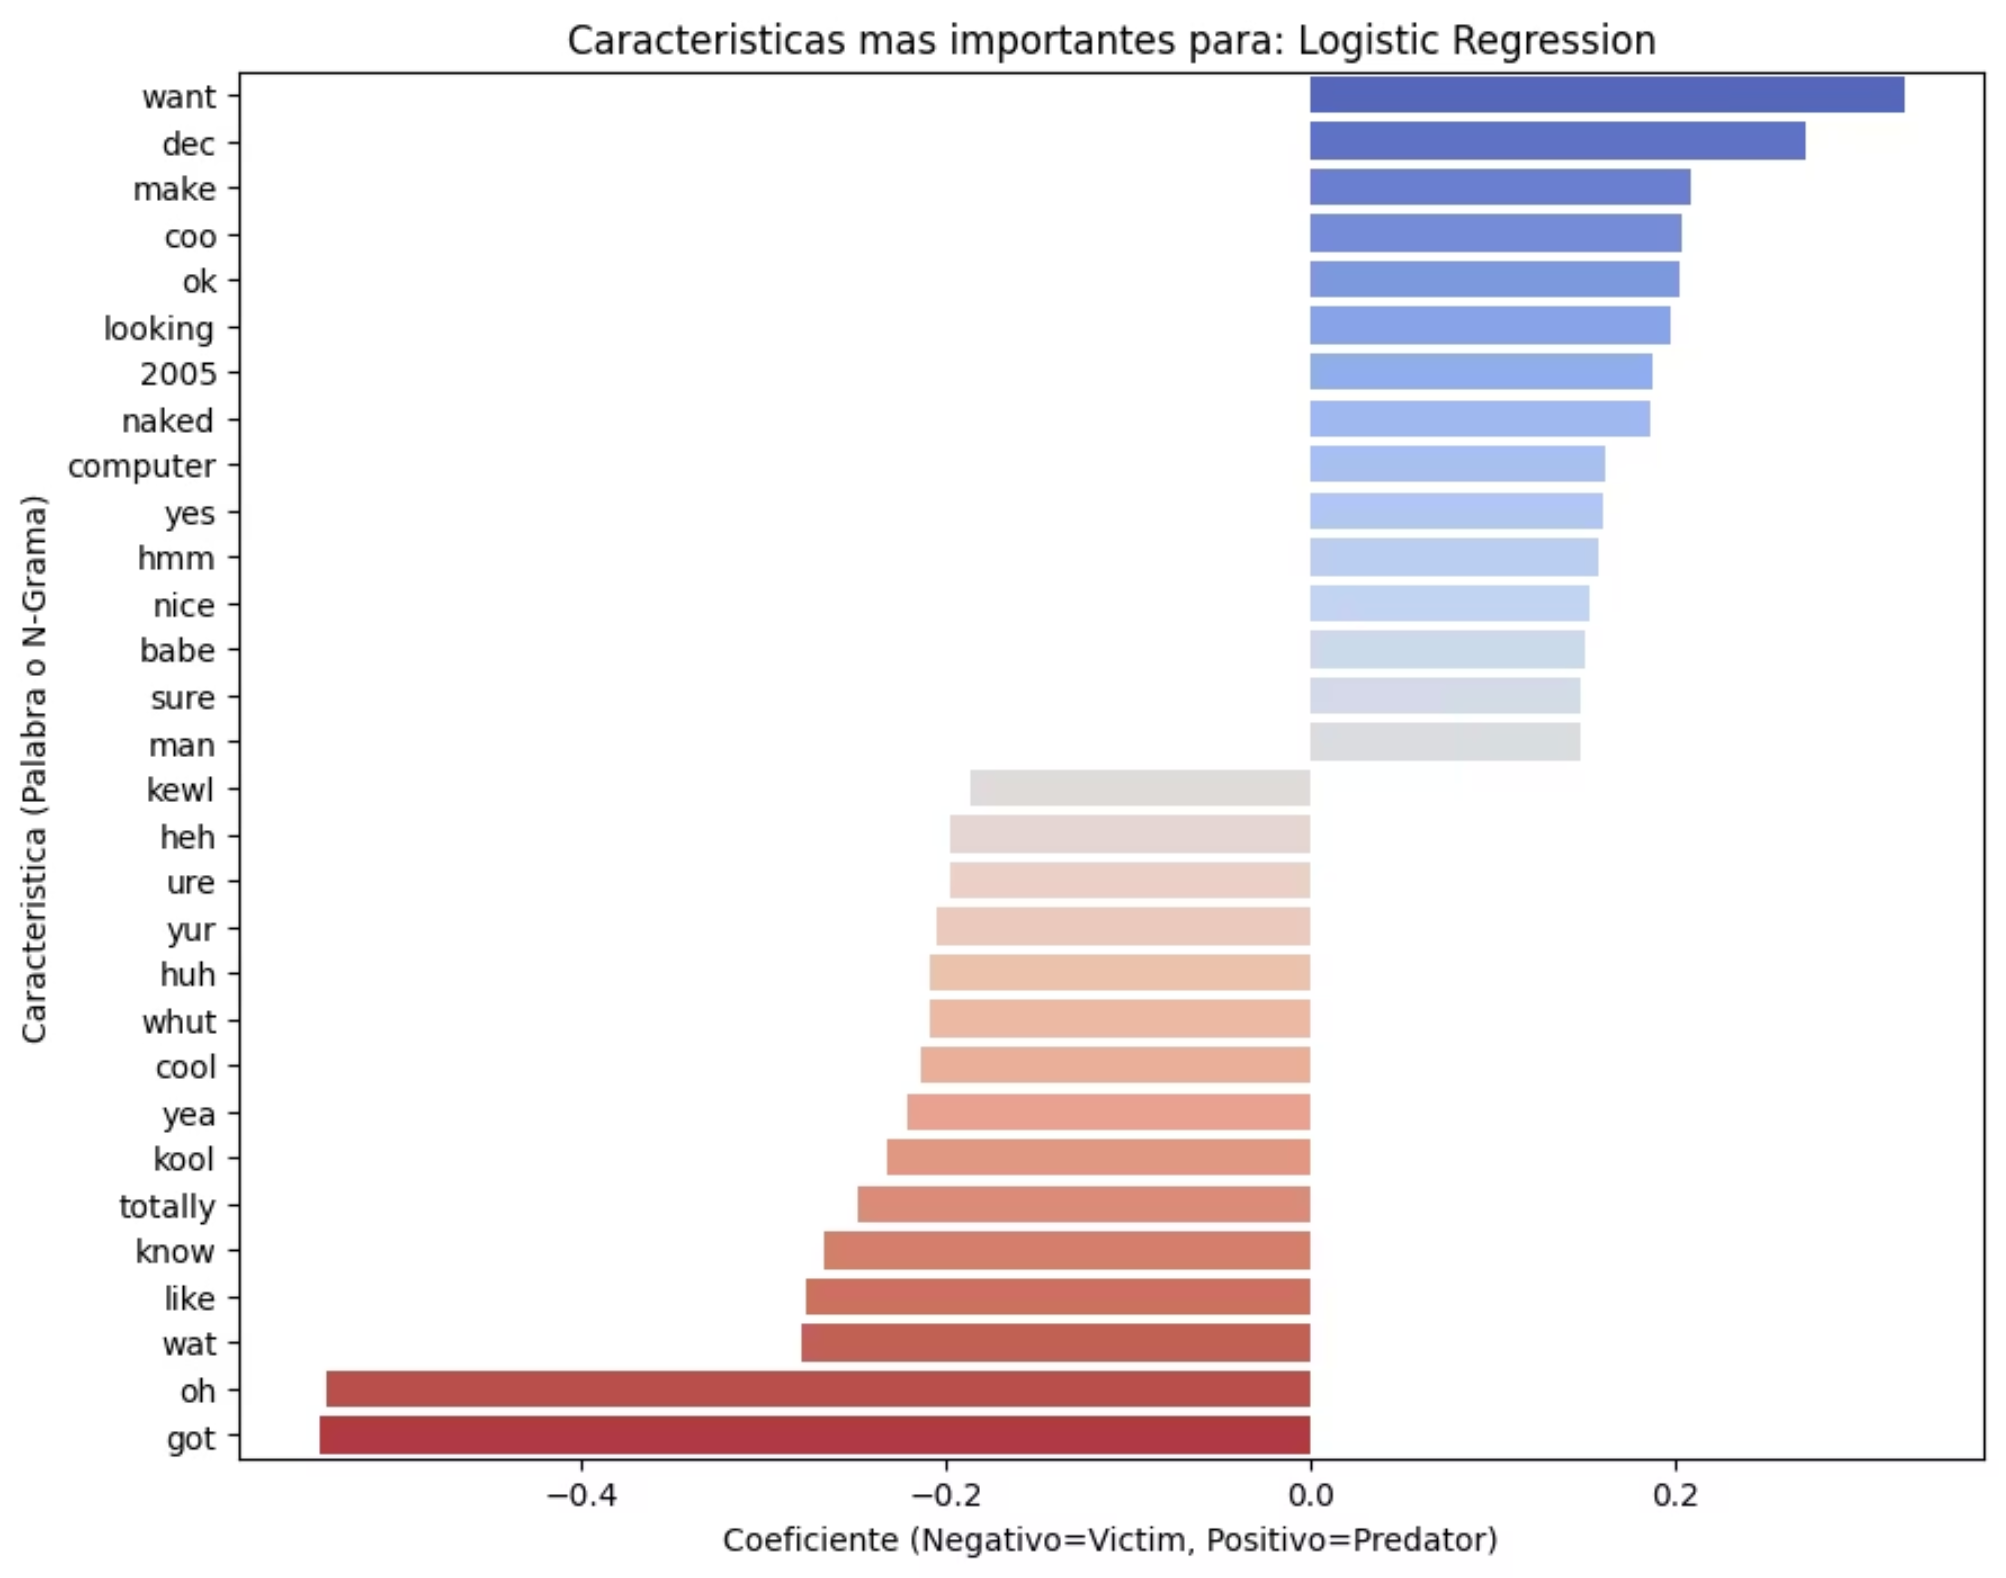 Caracteristicas mas importantes para: Logistic Regression
want
dec
make
coo
ok
looking
2005
naked
computer
yes
hmm
nice
babe
sure
man
kewl
heh
ure
yur
huh
whut
cool
yea
kool
totally
know
like
wat
oh
got
Caracteristica (Palabra o N-Grama)
−0.4 −0.2 0.0 0.2
Coeficiente (Negativo=Victim, Positivo=Predator)